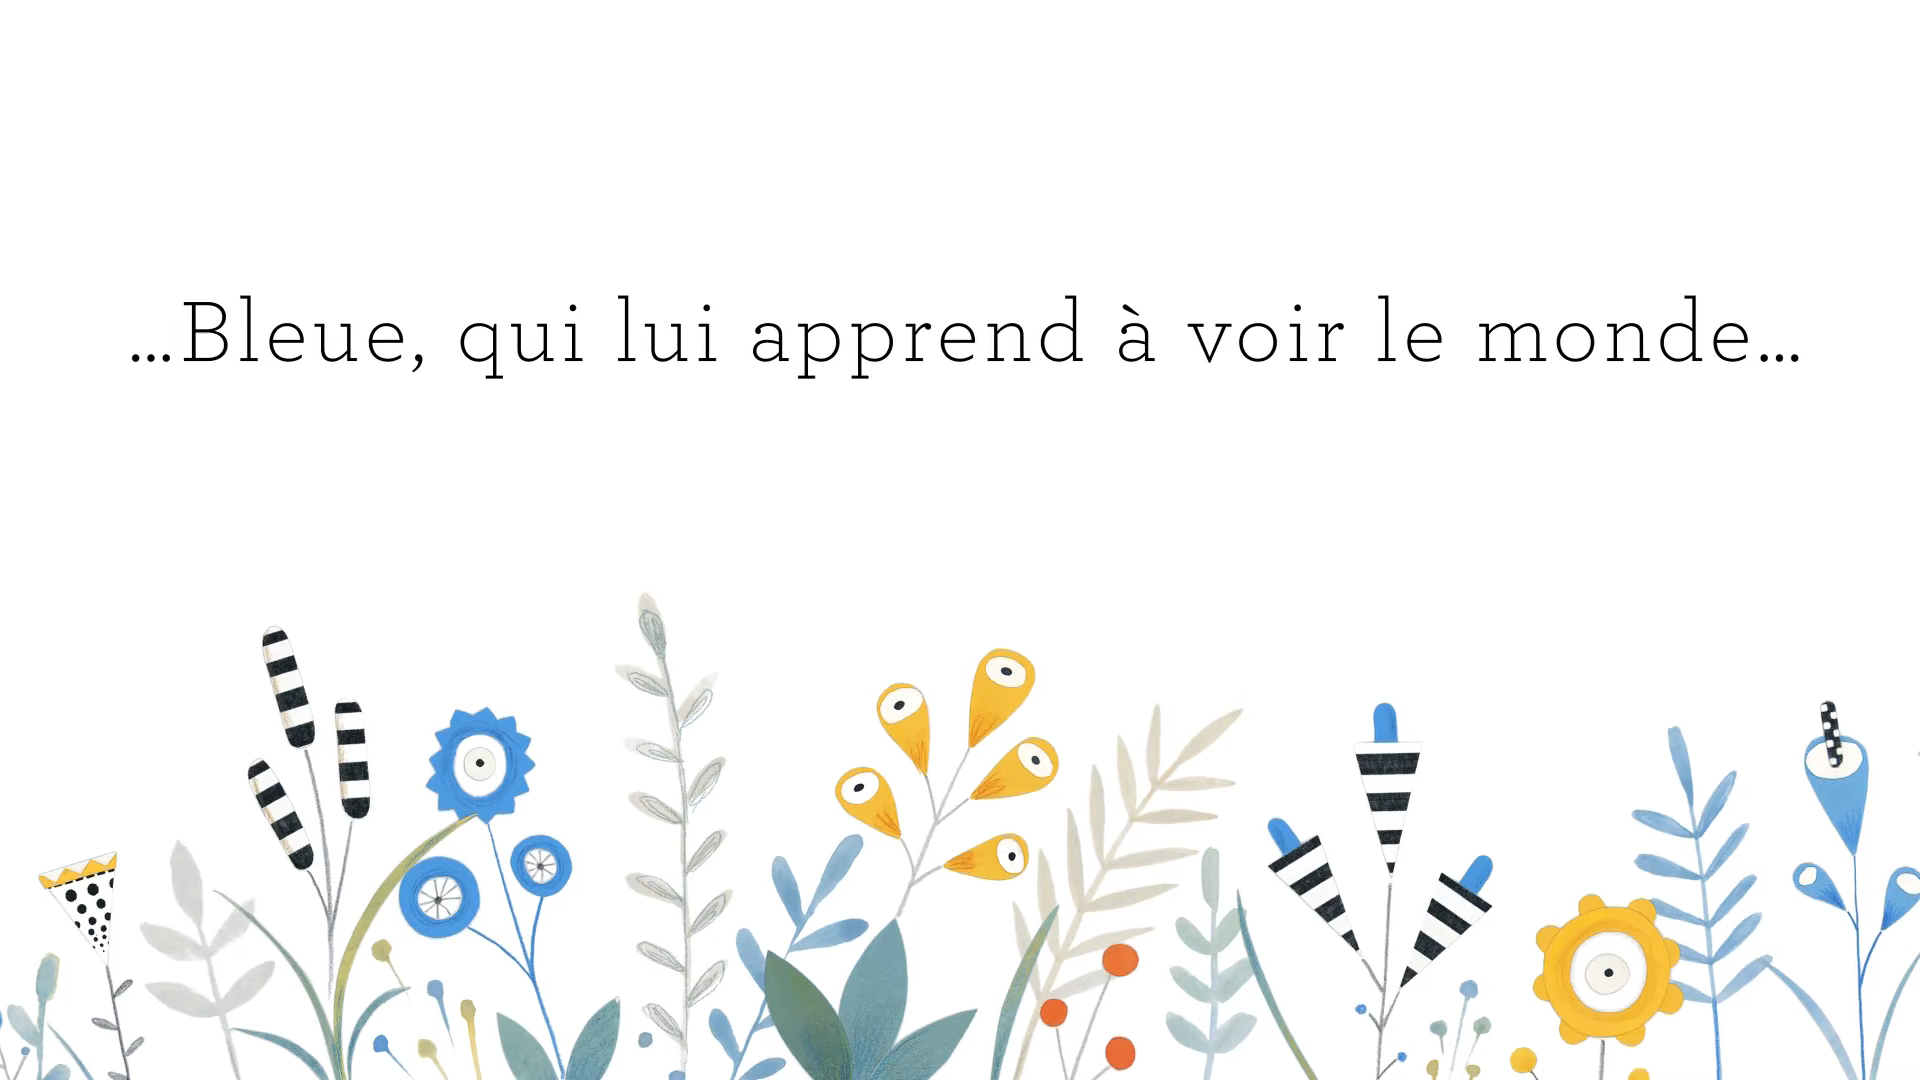 …Bleue, qui lui apprend à voir le monde…